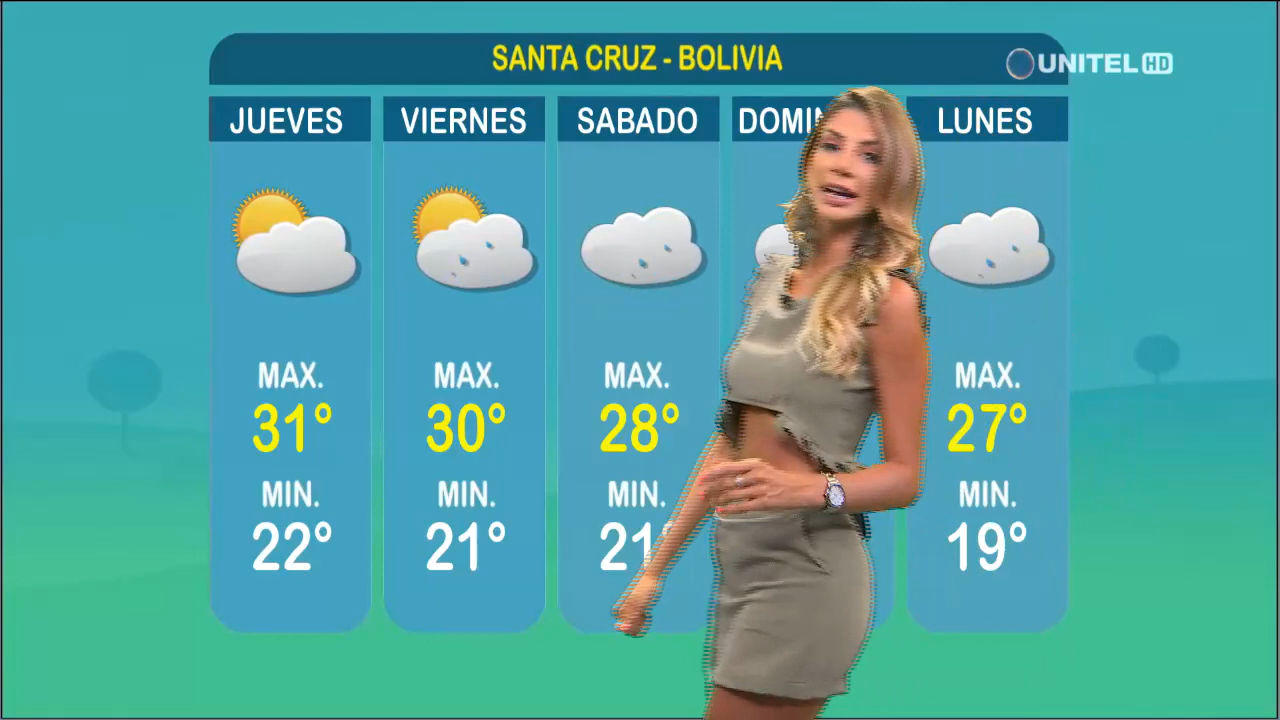 SANTA CRUZ - BOLIVIA
UNITEL HD
JUEVES
VIERNES
SABADO
LUNES
MAX.
31°
MIN.
22°
MAX.
30°
MIN.
21°
MAX.
28°
MIN.
21
MAX.
27°
MIN.
19°